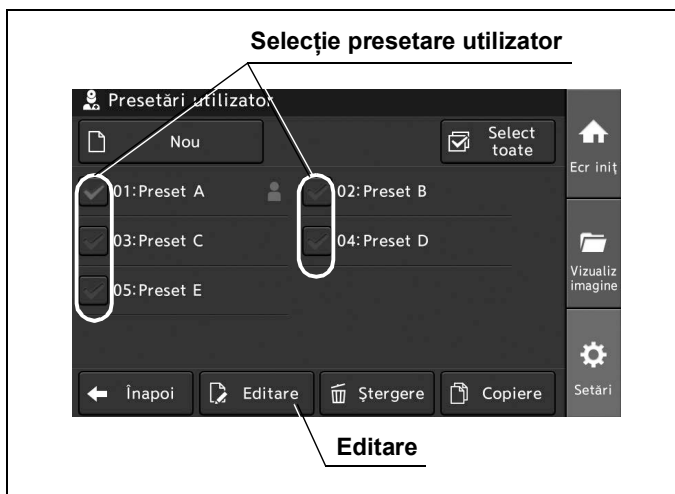 Selecție presetare utilizator
Presetări utilizator
Nou
Select
toate
Ecr iniț
01:Preset A
02:Preset B
03:Preset C
04:Preset D
Vizualiz
imagine
05:Preset E
Înapoi
Editare
Ștergere
Copiere
Setări
Editare